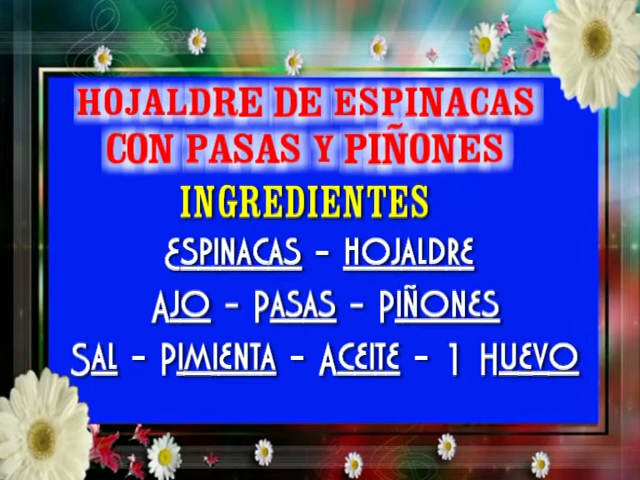 HOJALDRE DE ESPINACAS
CON PASAS Y PIÑONES
INGREDIENTES
ESPINACAS - HOJALDRE
AJO - PASAS - PIÑONES
SAL - PIMIENTA - ACEITE - 1 HUEVO